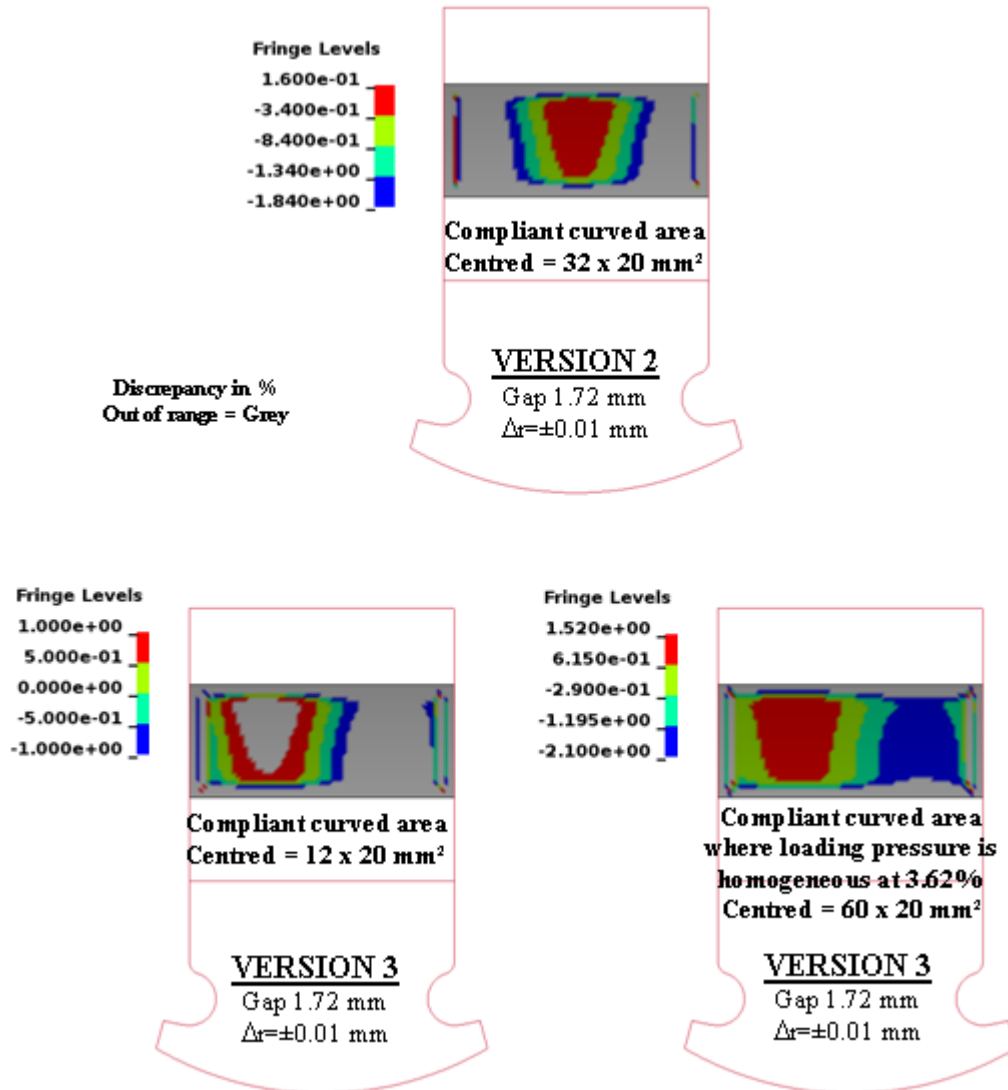 Fringe Levels
1.600e-01
-3.400e-01
-8.400e-01
-1.340e+00
-1.840e+00
Compliant curved area
Centred = 32 x 20 mm²
VERSION 2
Gap 1.72 mm
Δr=±0.01 mm
Discrepancy in %
Out of range = Grey
Fringe Levels
1.000e+00
5.000e-01
0.000e+00
-5.000e-01
-1.000e+00
Compliant curved area
Centred = 12 x 20 mm²
VERSION 3
Gap 1.72 mm
Δr=±0.01 mm
Fringe Levels
1.520e+00
6.150e-01
-2.900e-01
-1.195e+00
-2.100e+00
Compliant curved area
where loading pressure is
homogeneous at 3.62%
Centred = 60 x 20 mm²
VERSION 3
Gap 1.72 mm
Δr=±0.01 mm